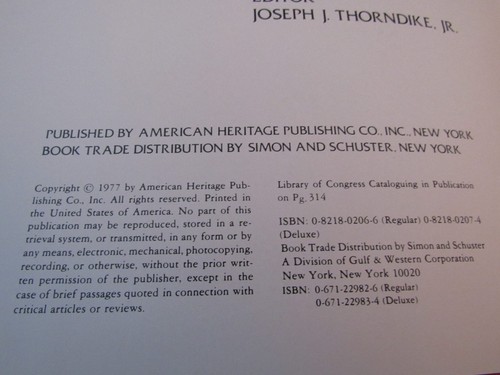 EDITOR
JOSEPH J. THORNDIKE, JR.
PUBLISHED BY AMERICAN HERITAGE PUBLISHING CO., INC., NEW YORK
BOOK TRADE DISTRIBUTION BY SIMON AND SCHUSTER, NEW YORK
Copyright © 1977 by American Heritage Pub-
lishing Co., Inc. All rights reserved. Printed in
the United States of America. No part of this
publication may be reproduced, stored in a re-
trieval system, or transmitted, in any form or by
any means, electronic, mechanical, photocopying,
recording, or otherwise, without the prior writ-
ten permission of the publisher, except in the
case of brief passages quoted in connection with
critical articles or reviews.
Library of Congress Cataloguing in Publication
on Pg. 314
ISBN: 0-8218-0206-6 (Regular) 0-8218-0207-4
(Deluxe)
Book Trade Distribution by Simon and Schuster
A Division of Gulf & Western Corporation
New York, New York 10020
ISBN: 0-671-22982-6 (Regular)
0-671-22983-4 (Deluxe)